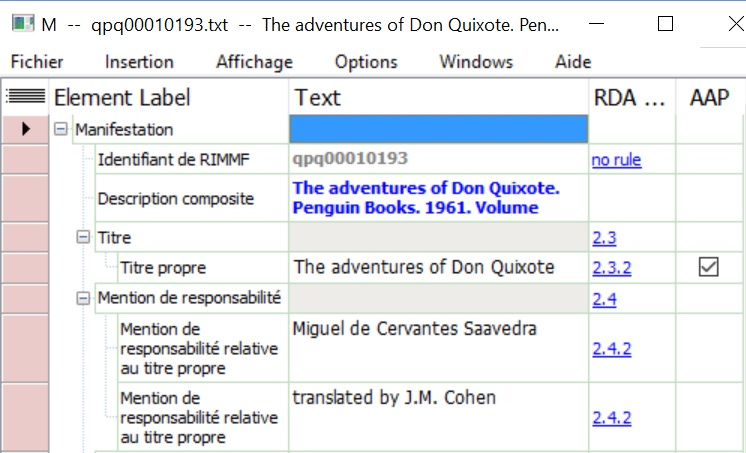 M -- qpq00010193.txt -- The adventures of Don Quixote. Pen...
Fichier Insertion Affichage Options Windows Aide
Element Label Text RDA ... AAP
Manifestation
Identifiant de RIMMF qpq00010193 no rule
Description composite The adventures of Don Quixote.
Penguin Books. 1961. Volume
Titre 2.3
Titre propre The adventures of Don Quixote 2.3.2
Mention de responsabilité 2.4
Mention de Miguel de Cervantes Saavedra
responsabilité relative 2.4.2
au titre propre
Mention de translated by J.M. Cohen
responsabilité relative 2.4.2
au titre propre